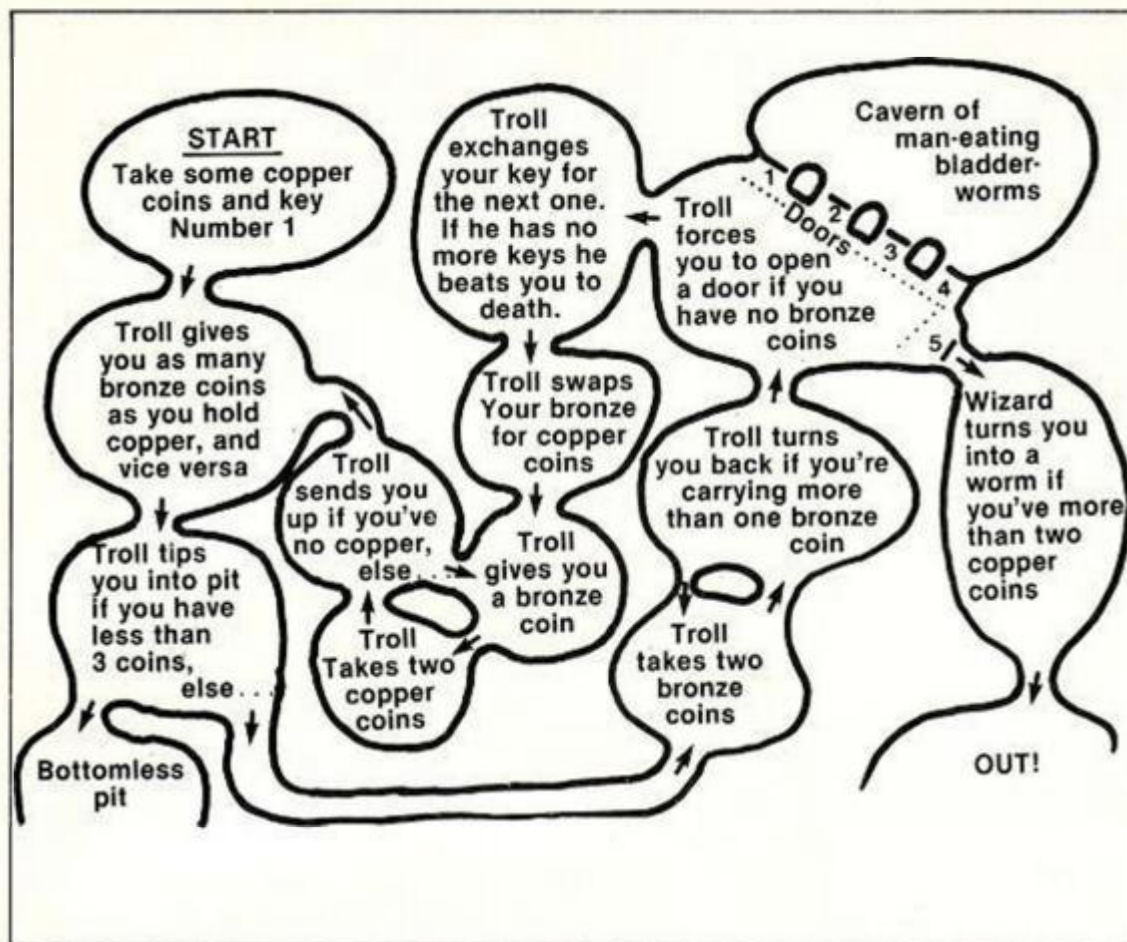 START
Take some copper
coins and key
Number 1
Troll gives
you as many
bronze coins
as you hold
copper, and
vice versa
Troll tips
you into pit
if you have
less than
3 coins,
else...
Bottomless
pit
Troll
sends you
up if you've
no copper,
else...
Troll
Takes two
copper
coins
Troll
exchanges
your key for
the next one.
If he has no
more keys he
beats you to
death.
Troll swaps
Your bronze
for copper
coins
Troll
gives you
a bronze
coin
Troll
forces
you to open
a door if you
have no bronze
coins
Troll turns
you back if you're
carrying more
than one bronze
coin
Troll
takes two
bronze
coins
Cavern of
man-eating
bladder-
worms
1
2
Doors
3
4
5
Wizard
turns you
into a
worm if
you've more
than two
copper
coins
OUT!